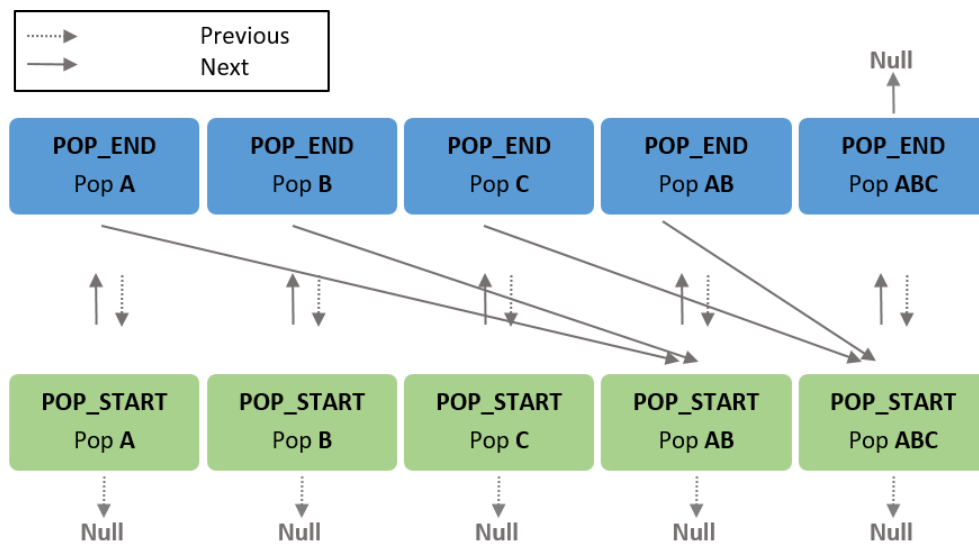 Previous
Next
Null
POP_END POP_END POP_END POP_END POP_END
Pop A Pop B Pop C Pop AB Pop ABC
POP_START POP_START POP_START POP_START POP_START
Pop A Pop B Pop C Pop AB Pop ABC
Null Null Null Null Null